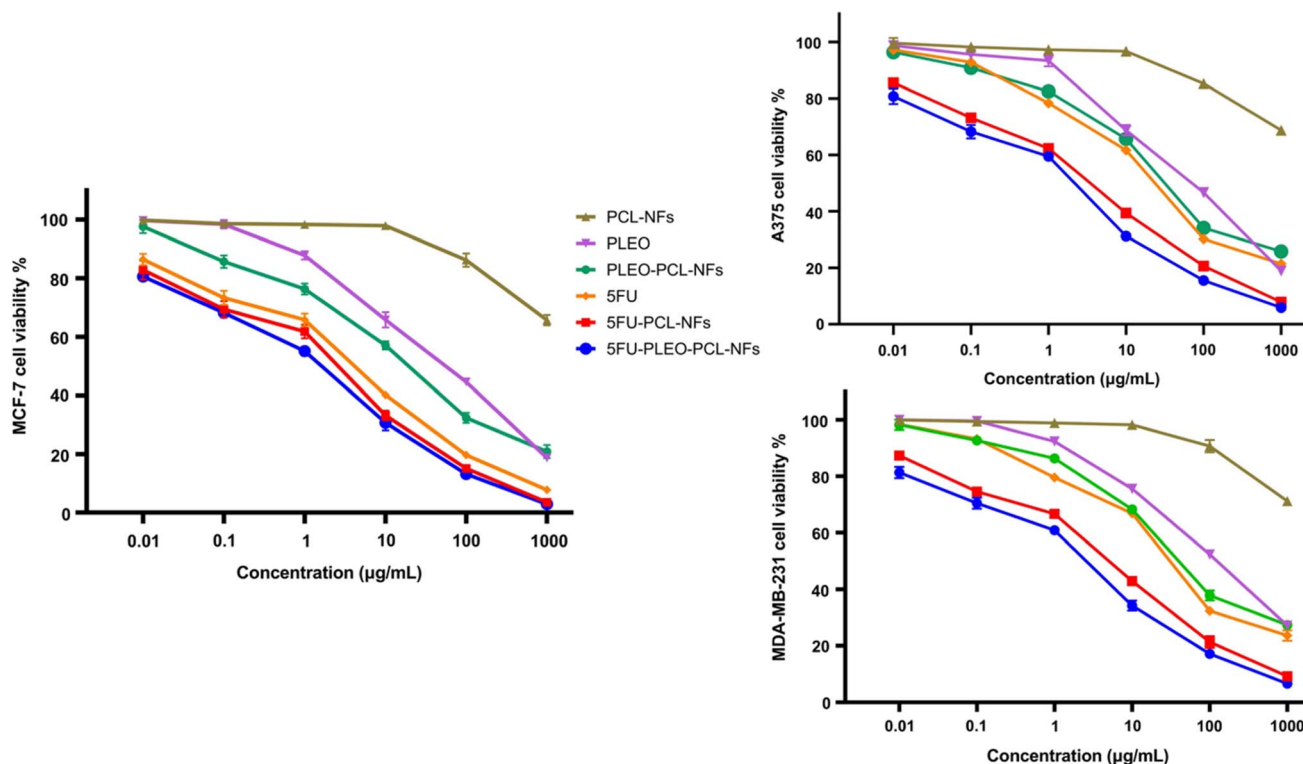 MCF-7 cell viability %
100
80
60
40
20
0
0.01 0.1 1 10 100 1000
Concentration (μg/mL)
PCL-NFs
PLEO
PLEO-PCL-NFs
5FU
5FU-PCL-NFs
5FU-PLEO-PCL-NFs
A375 cell viability %
100
80
60
40
20
0
0.01 0.1 1 10 100 1000
Concentration (μg/mL)
MDA-MB-231 cell viability %
100
80
60
40
20
0
0.01 0.1 1 10 100 1000
Concentration (μg/mL)